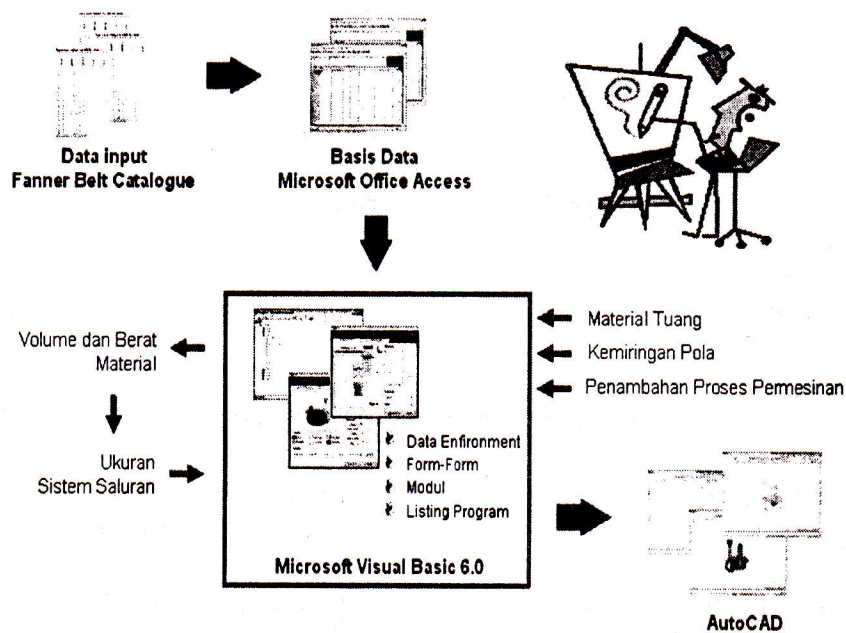 Data input
Fanner Belt Catalogue
Basis Data
Microsoft Office Access
Volume dan Berat
Material
Ukuran
Sistem Saluran
Material Tuang
Kemiringan Pola
Penambahan Proses Permesinan
Data Enfironment
Form-Form
Modul
Listing Program
Microsoft Visual Basic 6.0
AutoCAD